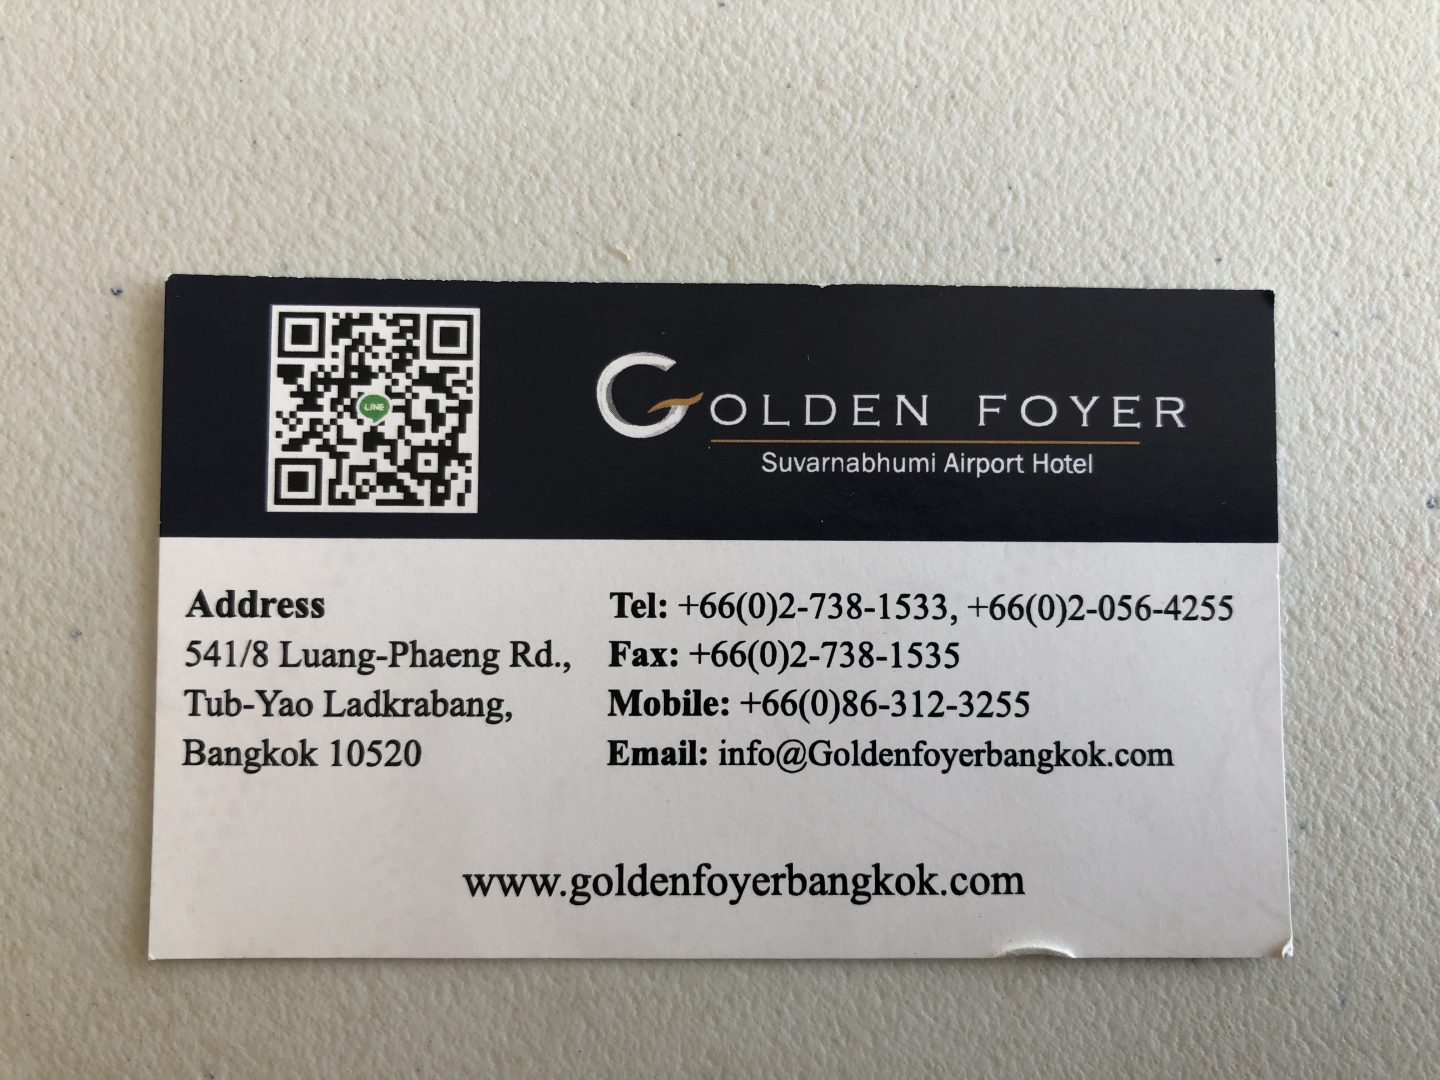 LINE
GOLDEN FOYER
Suvarnabhumi Airport Hotel
Address
541/8 Luang-Phaeng Rd.,
Tub-Yao Ladkrabang,
Bangkok 10520
Tel: +66(0)2-738-1533, +66(0)2-056-4255
Fax: +66(0)2-738-1535
Mobile: +66(0)86-312-3255
Email: info@Goldenfoyerbangkok.com
www.goldenfoyerbangkok.com